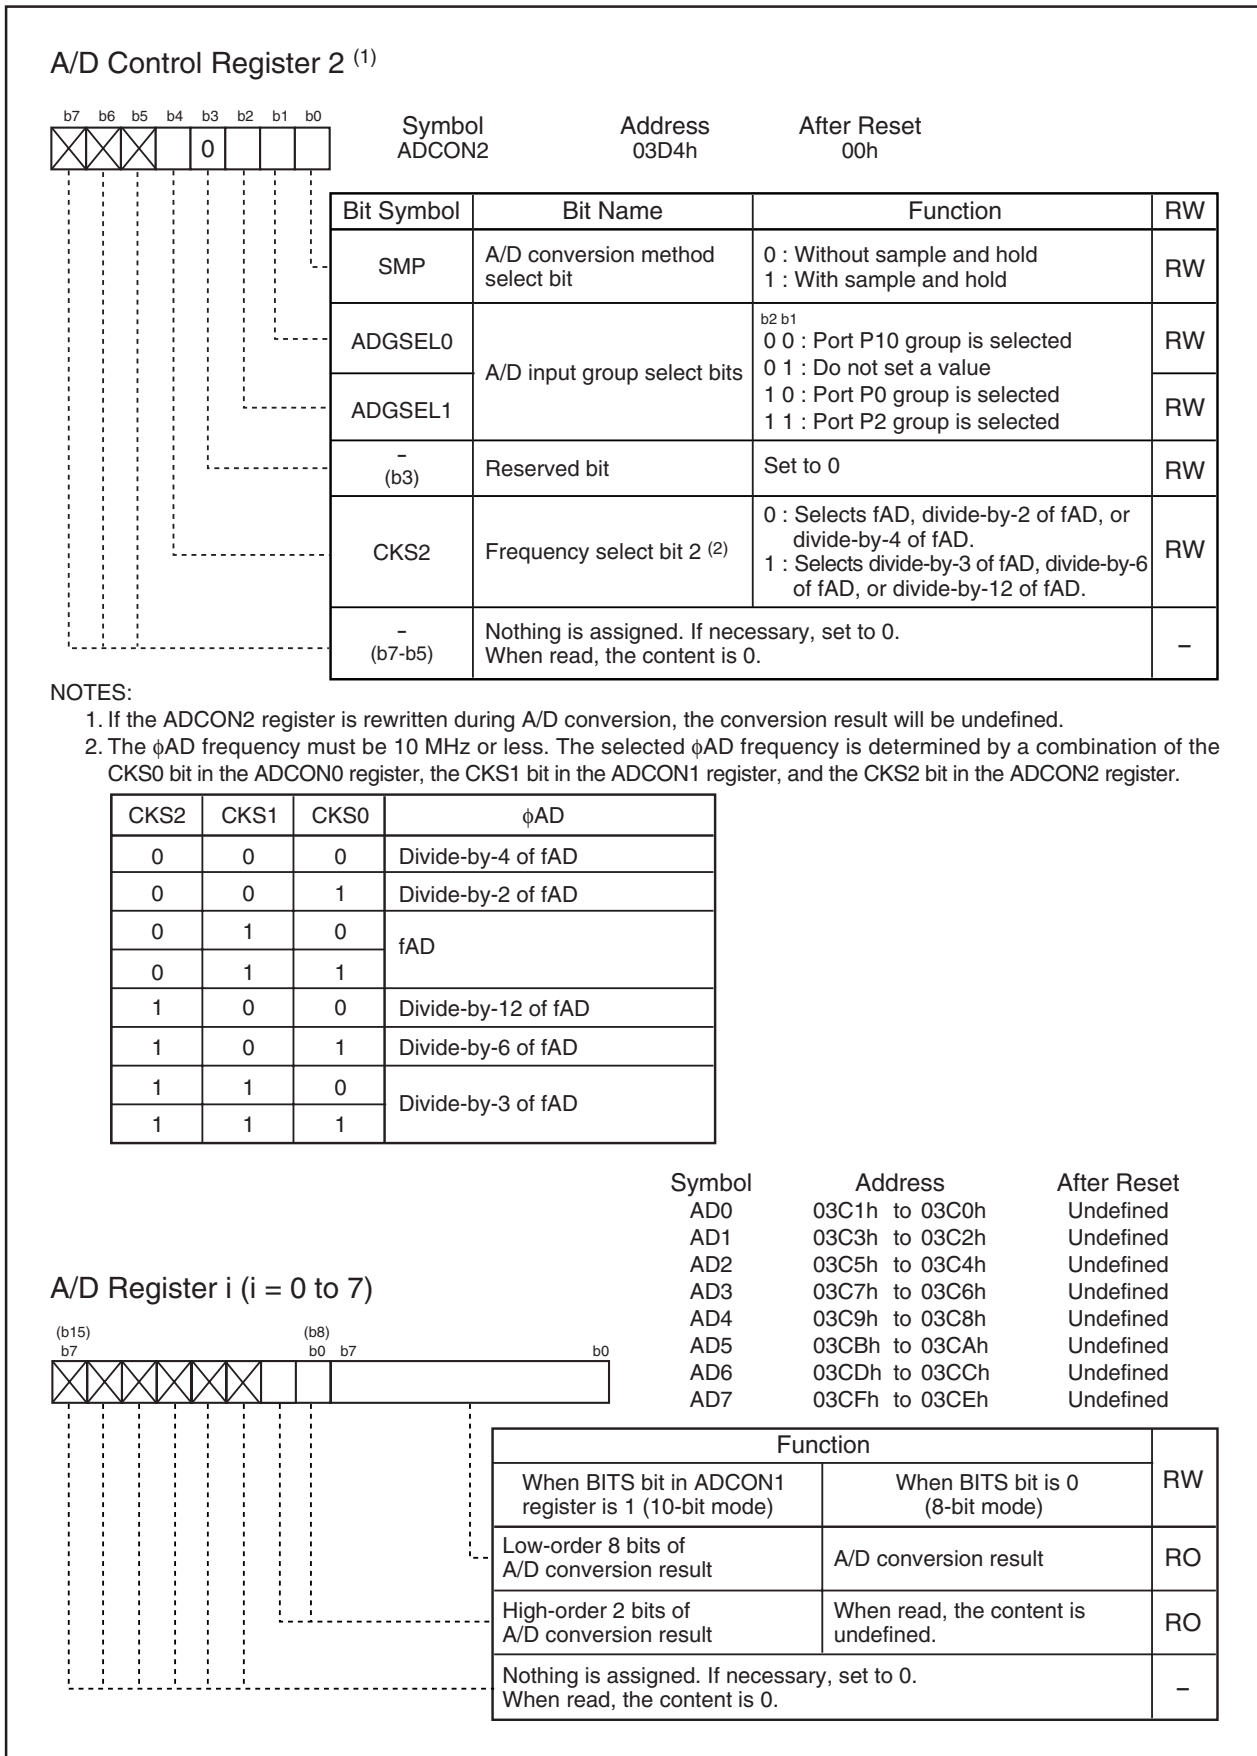 A/D Control Register 2 (1)
b7 b6 b5 b4 b3 b2 b1 b0
0
Symbol Address After Reset
ADCON2 03D4h 00h
Bit Symbol Bit Name Function RW
SMP A/D conversion method select bit 0 : Without sample and hold RW
1 : With sample and hold
b2 b1
ADGSEL0 0 0 : Port P10 group is selected RW
A/D input group select bits 0 1 : Do not set a value
ADGSEL1 1 0 : Port P0 group is selected RW
1 1 : Port P2 group is selected
– (b3) Reserved bit Set to 0 RW
0 : Selects fAD, divide-by-2 of fAD, or
divide-by-4 of fAD.
CKS2 Frequency select bit 2 (2) RW
1 : Selects divide-by-3 of fAD, divide-by-6
of fAD, or divide-by-12 of fAD.
– (b7-b5) Nothing is assigned. If necessary, set to 0. –
When read, the content is 0.
NOTES:
1. If the ADCON2 register is rewritten during A/D conversion, the conversion result will be undefined.
2. The ϕAD frequency must be 10 MHz or less. The selected ϕAD frequency is determined by a combination of the
CKS0 bit in the ADCON0 register, the CKS1 bit in the ADCON1 register, and the CKS2 bit in the ADCON2 register.
CKS2 CKS1 CKS0 ϕAD
0 0 0 Divide-by-4 of fAD
0 0 1 Divide-by-2 of fAD
0 1 0 fAD
0 1 1
1 0 0 Divide-by-12 of fAD
1 0 1 Divide-by-6 of fAD
1 1 0 Divide-by-3 of fAD
1 1 1
Symbol Address After Reset
AD0 03C1h to 03C0h Undefined
AD1 03C3h to 03C2h Undefined
AD2 03C5h to 03C4h Undefined
AD3 03C7h to 03C6h Undefined
AD4 03C9h to 03C8h Undefined
AD5 03CBh to 03CAh Undefined
AD6 03CDh to 03CCh Undefined
AD7 03CFh to 03CEh Undefined
A/D Register i (i = 0 to 7)
(b15) (b8)
b7 b0 b7 b0
Function RW
When BITS bit in ADCON1 When BITS bit is 0
register is 1 (10-bit mode) (8-bit mode)
Low-order 8 bits of A/D conversion result A/D conversion result RO
High-order 2 bits of When read, the content is RO
A/D conversion result undefined.
Nothing is assigned. If necessary, set to 0. –
When read, the content is 0.